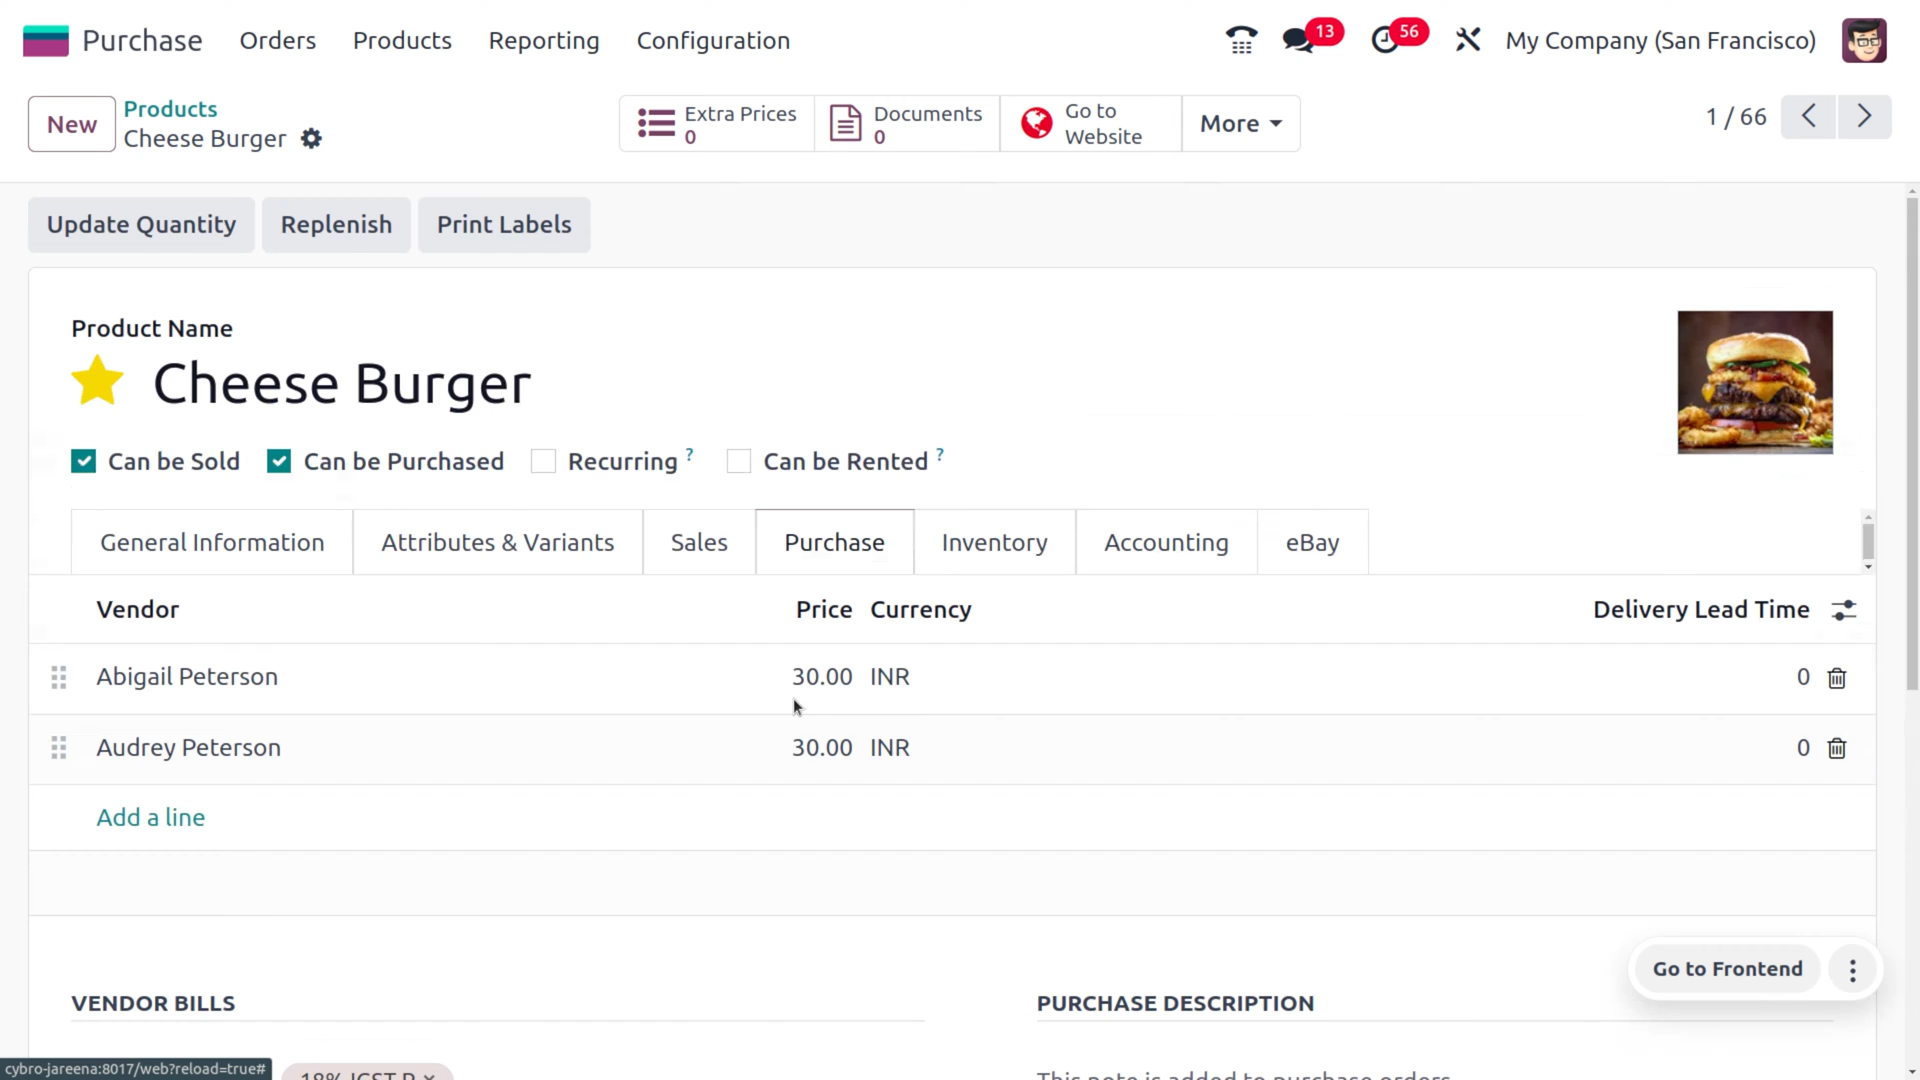 Purchase Orders Products Reporting Configuration 13 56 My Company (San Francisco)
New Products Cheese Burger
Extra Prices 0 Documents 0 Go to Website More 1 / 66
Update Quantity Replenish Print Labels
Product Name
Cheese Burger
Can be Sold Can be Purchased Recurring ? Can be Rented ?
General Information Attributes & Variants Sales Purchase Inventory Accounting eBay
Vendor Price Currency Delivery Lead Time
Abigail Peterson 30.00 INR 0
Audrey Peterson 30.00 INR 0
Add a line
Go to Frontend
VENDOR BILLS PURCHASE DESCRIPTION
cybro-jareena:8017/web?reload=true#
18% IGST P × This note is added to purchase orders